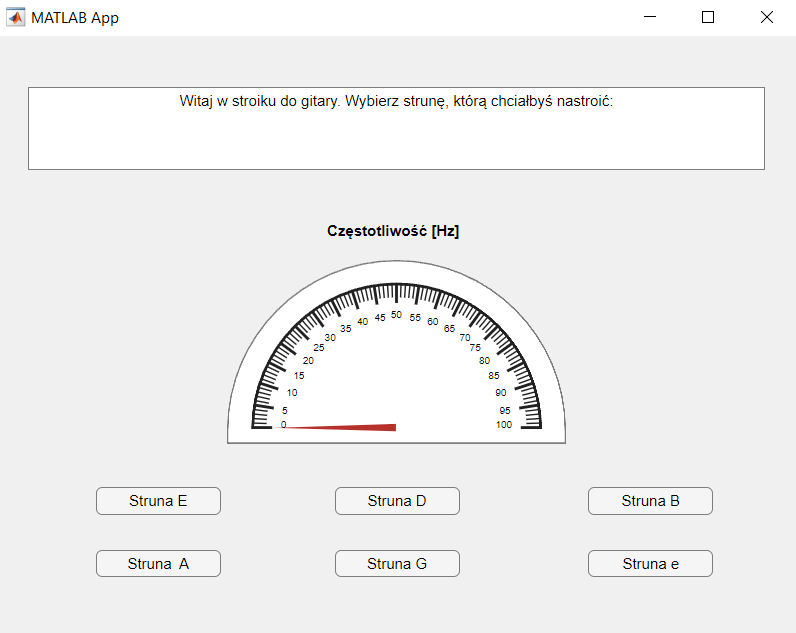 MATLAB App
Witaj w stroiku do gitary. Wybierz strunę, którą chciałbyś nastroić:
Częstotliwość [Hz]
0
5
10
15
20
25
30
35
40
45
50
55
60
65
70
75
80
85
90
95
100
Struna E
Struna D
Struna B
Struna  A
Struna G
Struna e